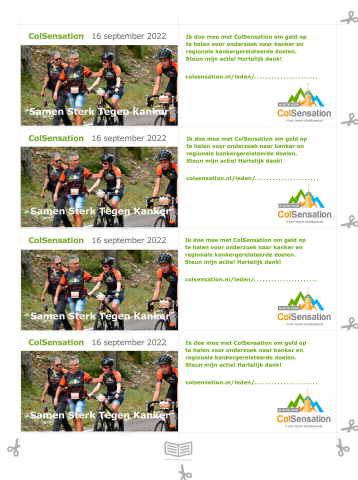 ColSensation 16 september 2022
Samen Sterk Tegen Kanker
Ik doe mee met ColSensation om geld op
te halen voor onderzoek naar kanker en
regionale kankergerelateerde doelen.
Steun mijn actie! Hartelijk dank!
colsensation.nl/leden/......................
ColSensation
ColSensation 16 september 2022
Samen Sterk Tegen Kanker
Ik doe mee met ColSensation om geld op
te halen voor onderzoek naar kanker en
regionale kankergerelateerde doelen.
Steun mijn actie! Hartelijk dank!
colsensation.nl/leden/......................
ColSensation
ColSensation 16 september 2022
Samen Sterk Tegen Kanker
Ik doe mee met ColSensation om geld op
te halen voor onderzoek naar kanker en
regionale kankergerelateerde doelen.
Steun mijn actie! Hartelijk dank!
colsensation.nl/leden/......................
ColSensation
ColSensation 16 september 2022
Samen Sterk Tegen Kanker
Ik doe mee met ColSensation om geld op
te halen voor onderzoek naar kanker en
regionale kankergerelateerde doelen.
Steun mijn actie! Hartelijk dank!
colsensation.nl/leden/......................
ColSensation